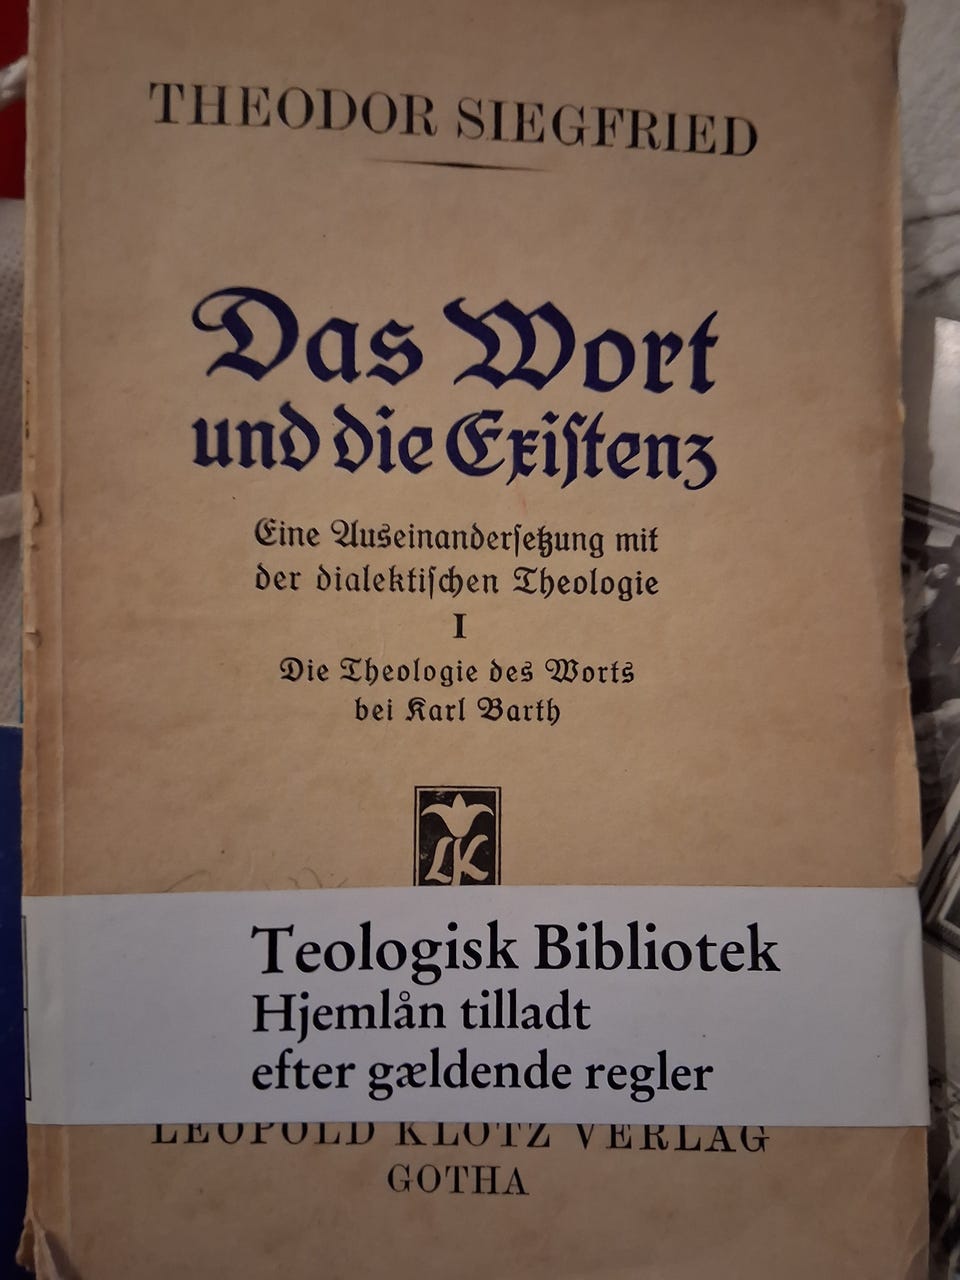 THEODOR SIEGFRIED
Das Wort
und die Existenz
Eine Auseinandersetzung mit
der dialektischen Theologie
I
Die Theologie des Worts
bei Karl Barth
LK
Teologisk Bibliotek
Hjemlån tilladt
efter gældende regler
LEOPOLD KLOTZ VERLAG
GOTHA